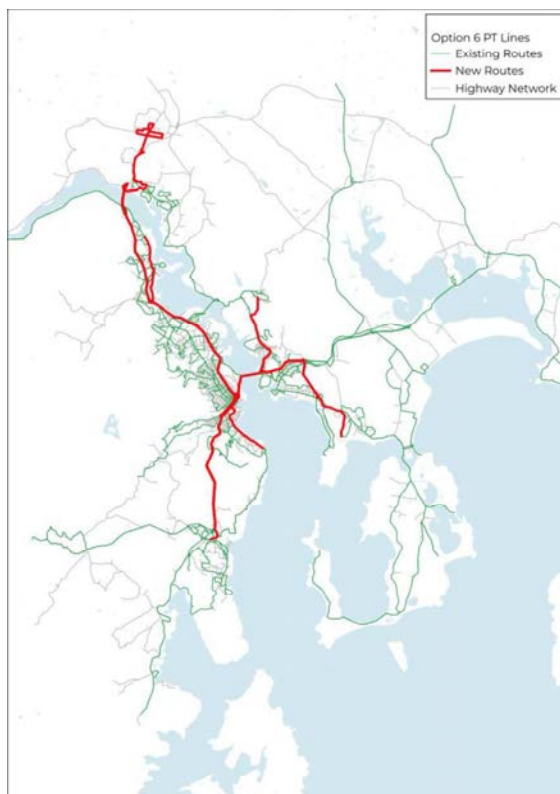 Option 6 PT Lines
Existing Routes
New Routes
Highway Network